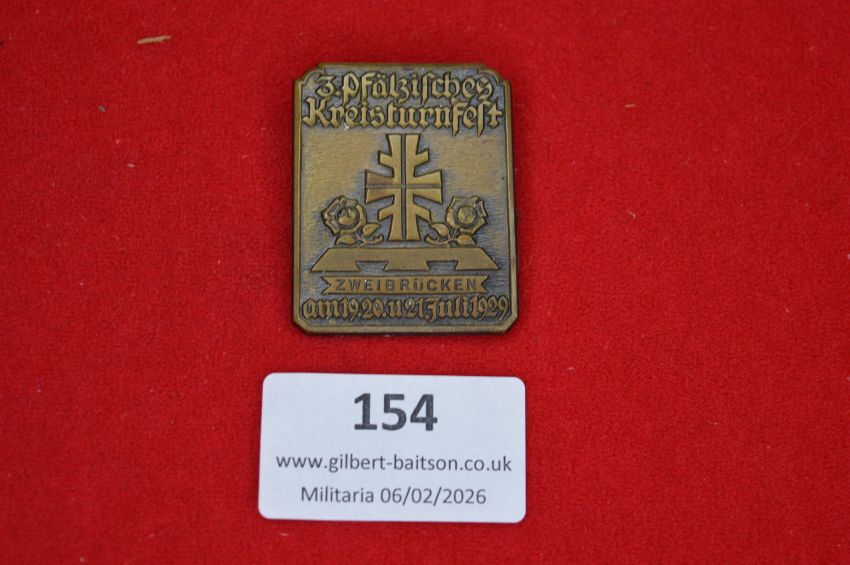 3. Pfälzisches
Kreisturnfest
ZWEIBRÜCKEN
am 19. 20. u. 21. Juli 1929
154
www.gilbert-baitson.co.uk
Militaria 06/02/2026